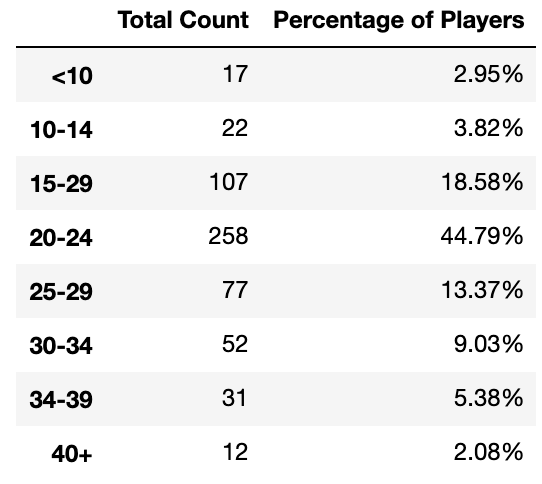 Total Count Percentage of Players
<10 17 2.95%
10-14 22 3.82%
15-29 107 18.58%
20-24 258 44.79%
25-29 77 13.37%
30-34 52 9.03%
34-39 31 5.38%
40+ 12 2.08%